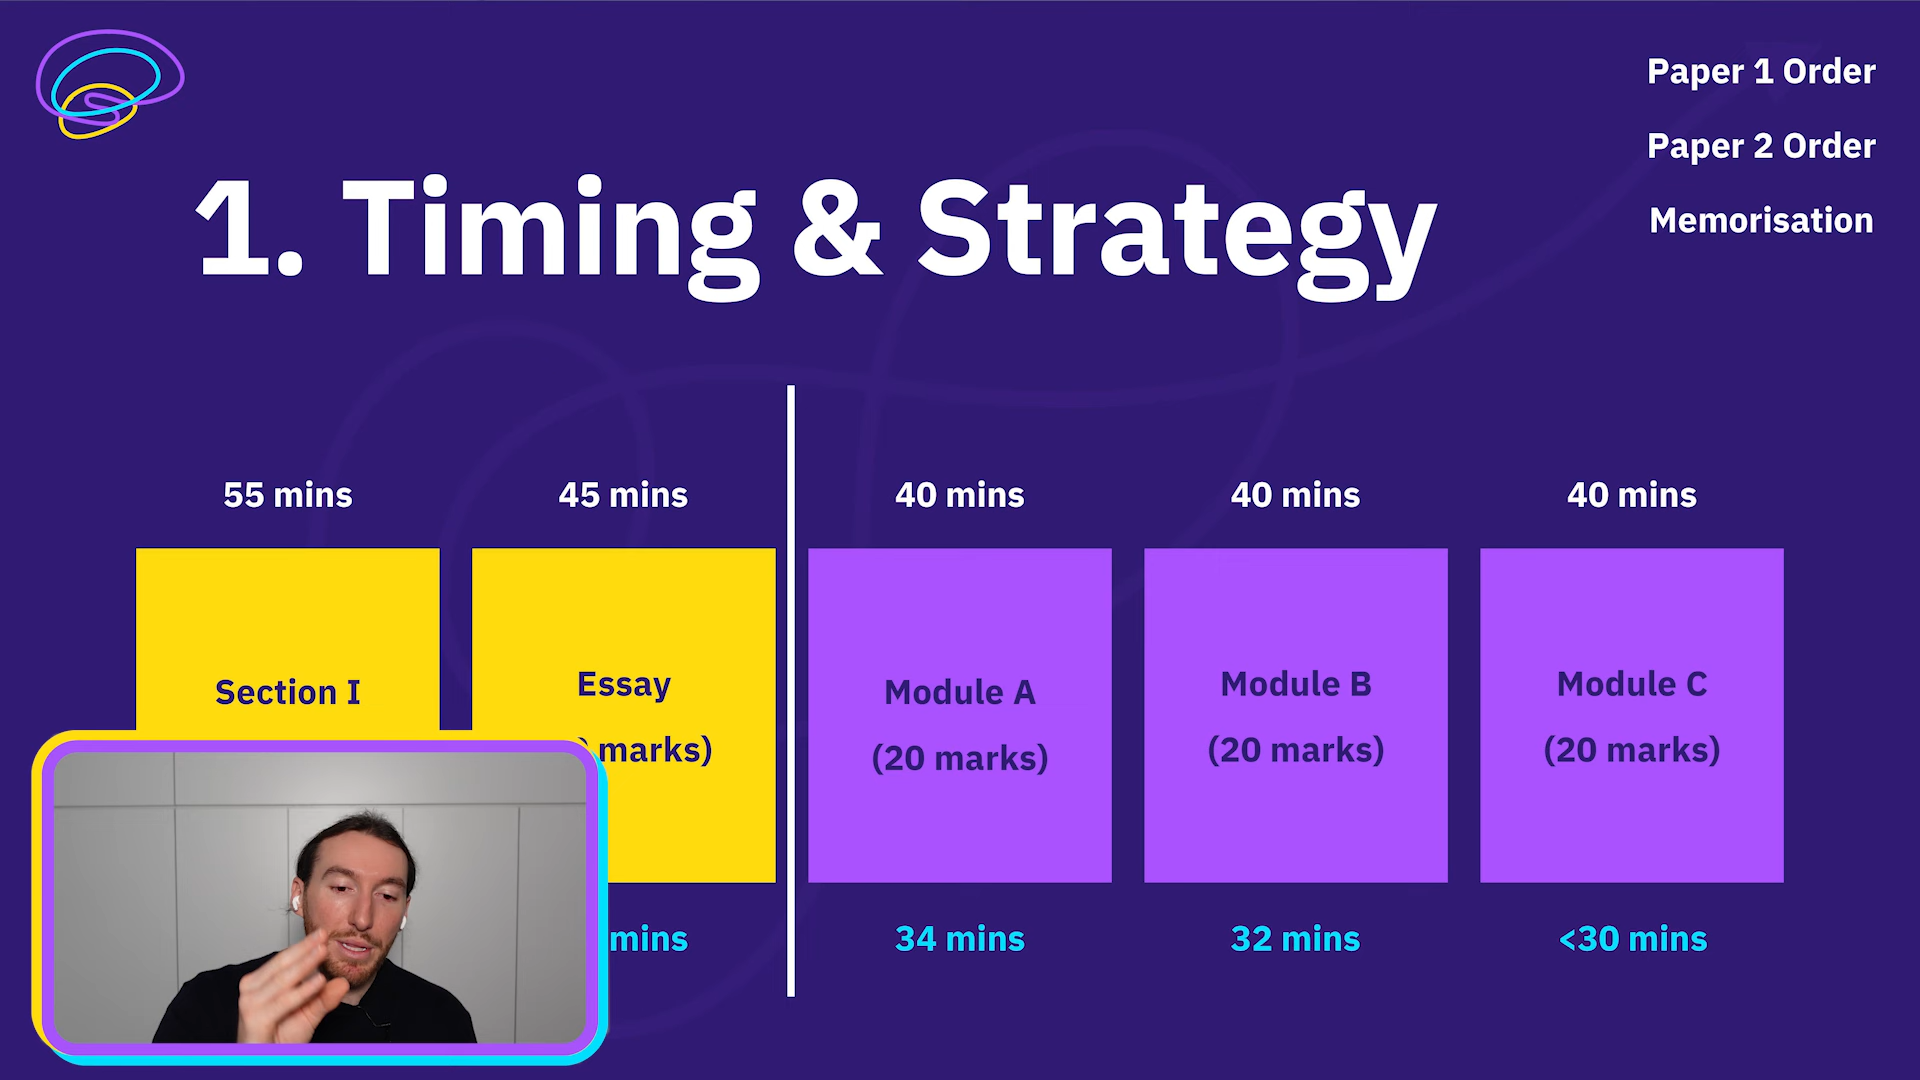 Paper 1 Order
Paper 2 Order
Memorisation
1. Timing & Strategy
55 mins
45 mins
40 mins
40 mins
40 mins
Section I
Essay
marks)
Module A
(20 marks)
Module B
(20 marks)
Module C
(20 marks)
mins
34 mins
32 mins
<30 mins